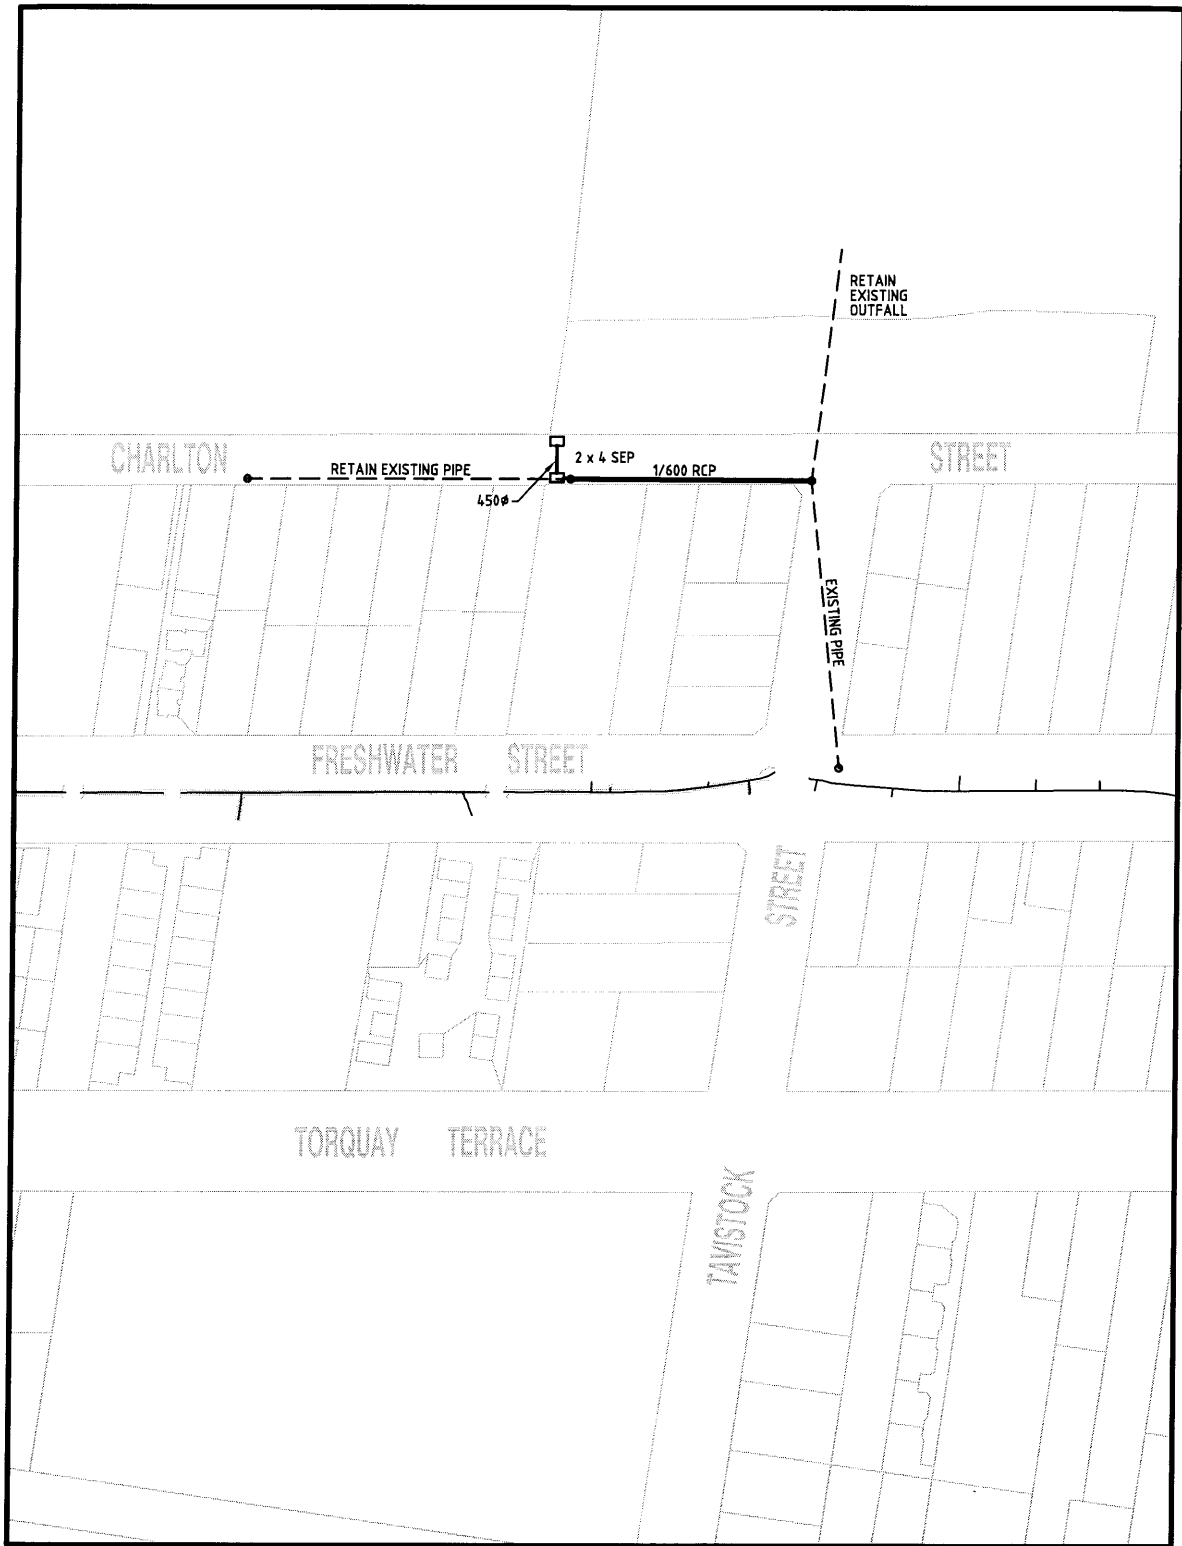 RETAIN
EXISTING
OUTFALL
CHARLTON
STREET
2 x 4 SEP
RETAIN EXISTING PIPE
1/600 RCP
450ø
EXISTING PIPE
FRESHWATER STREET
STREET
TORQUAY TERRACE
TAVISTOCK